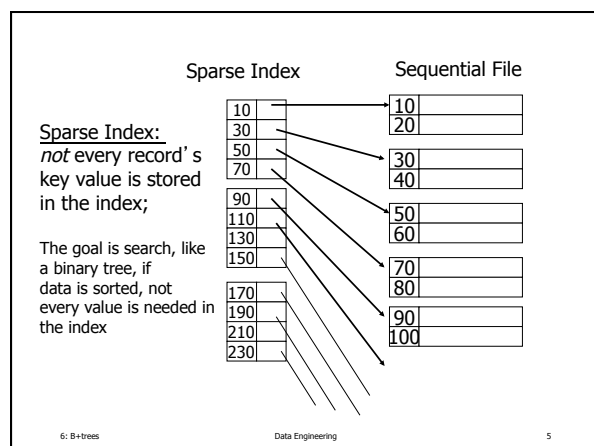 Sparse Index
Sequential File
Sparse Index:
not every record's
key value is stored
in the index;
The goal is search, like
a binary tree, if
data is sorted, not
every value is needed in
the index
10
30
50
70
90
110
130
150
170
190
210
230
10
20
30
40
50
60
70
80
90
100
6: B+trees
Data Engineering
5